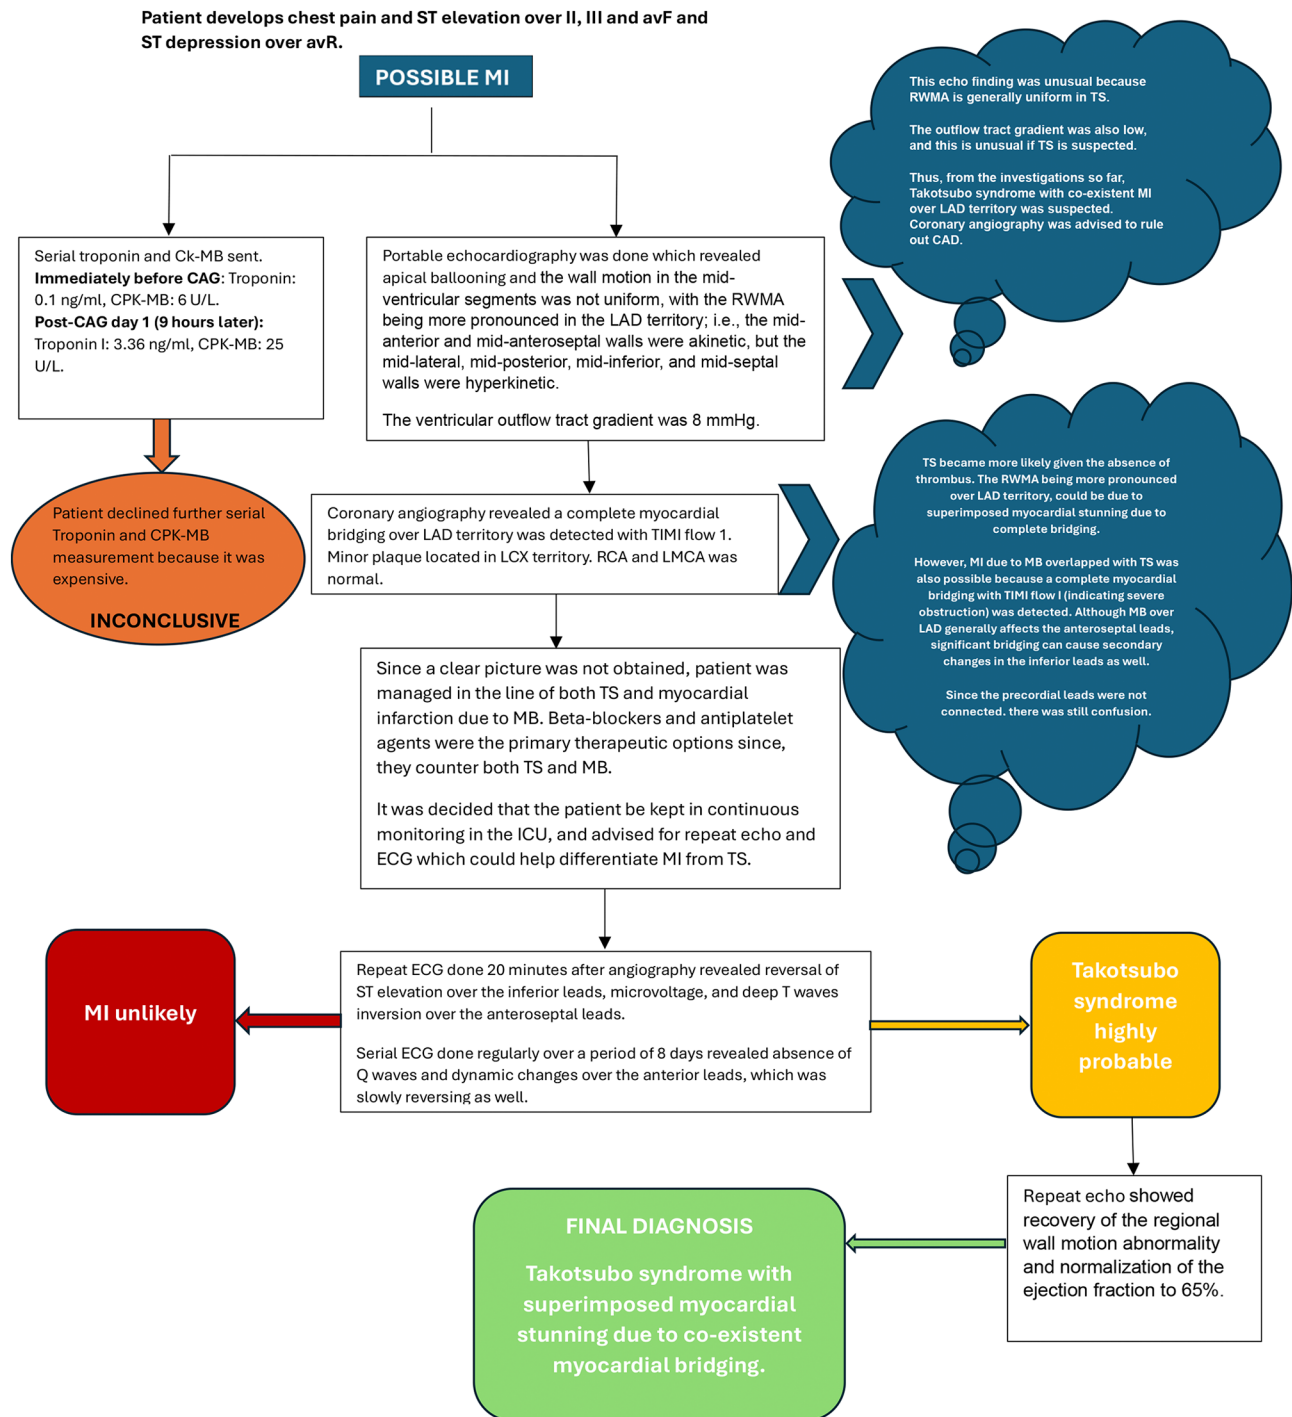 Patient develops chest pain and ST elevation over II, III and avF and
ST depression over avR.
POSSIBLE MI
This echo finding was unusual because
RWMA is generally uniform in TS.
The outflow tract gradient was also low,
and this is unusual if TS is suspected.
Thus, from the investigations so far,
Takotsubo syndrome with co-existent MI
over LAD territory was suspected.
Coronary angiography was advised to rule
out CAD.
Serial troponin and Ck-MB sent.
Immediately before CAG: Troponin:
0.1 ng/ml, CPK-MB: 6 U/L.
Post-CAG day 1 (9 hours later):
Troponin I: 3.36 ng/ml, CPK-MB: 25
U/L.
Portable echocardiography was done which revealed
apical ballooning and the wall motion in the mid-
ventricular segments was not uniform, with the RWMA
being more pronounced in the LAD territory; i.e., the mid-
anterior and mid-anteroseptal walls were akinetic, but the
mid-lateral, mid-posterior, mid-inferior, and mid-septal
walls were hyperkinetic.
The ventricular outflow tract gradient was 8 mmHg.
Patient declined further serial
Troponin and CPK-MB
measurement because it was
expensive.
INCONCLUSIVE
Coronary angiography revealed a complete myocardial
bridging over LAD territory was detected with TIMI flow 1.
Minor plaque located in LCX territory. RCA and LMCA was
normal.
TS became more likely given the absence of
thrombus. The RWMA being more pronounced
over LAD territory, could be due to
superimposed myocardial stunning due to
complete bridging.
However, MI due to MB overlapped with TS was
also possible because a complete myocardial
bridging with TIMI flow I (indicating severe
obstruction) was detected. Although MB over
LAD generally affects the anteroseptal leads,
significant bridging can cause secondary
changes in the inferior leads as well.
Since the precordial leads were not
connected. there was still confusion.
Since a clear picture was not obtained, patient was
managed in the line of both TS and myocardial
infarction due to MB. Beta-blockers and antiplatelet
agents were the primary therapeutic options since,
they counter both TS and MB.
It was decided that the patient be kept in continuous
monitoring in the ICU, and advised for repeat echo and
ECG which could help differentiate MI from TS.
MI unlikely
Repeat ECG done 20 minutes after angiography revealed reversal of
ST elevation over the inferior leads, microvoltage, and deep T waves
inversion over the anteroseptal leads.
Serial ECG done regularly over a period of 8 days revealed absence of
Q waves and dynamic changes over the anterior leads, which was
slowly reversing as well.
Takotsubo
syndrome
highly
probable
Repeat echo showed
recovery of the regional
wall motion abnormality
and normalization of the
ejection fraction to 65%.
FINAL DIAGNOSIS
Takotsubo syndrome with
superimposed myocardial
stunning due to co-existent
myocardial bridging.